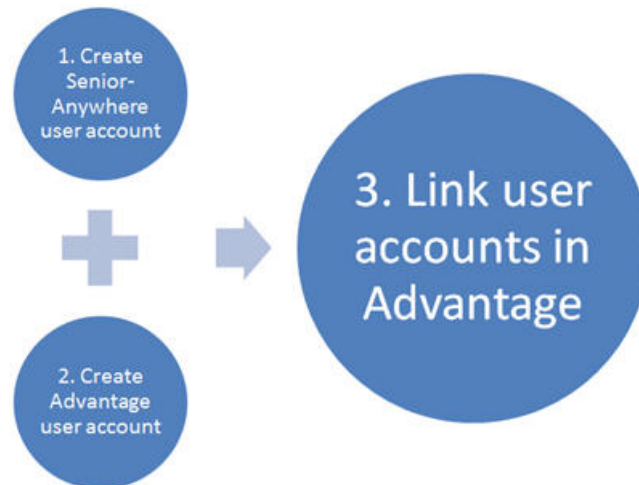 1. Create
Senior-
Anywhere
user account
3. Link user
accounts in
Advantage
2. Create
Advantage
user account